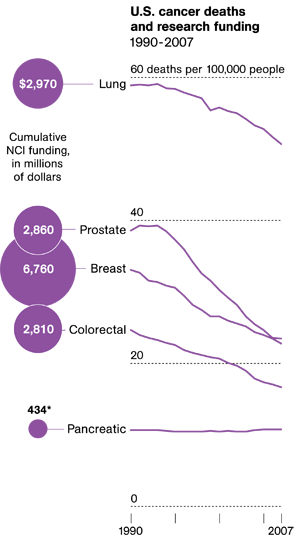 U.S. cancer deaths
and research funding
1990-2007
60 deaths per 100,000 people
$2,970
Lung
Cumulative
NCI funding,
in millions
of dollars
40
2,860
Prostate
6,760
Breast
2,810
Colorectal
20
434*
Pancreatic
0
1990
2007